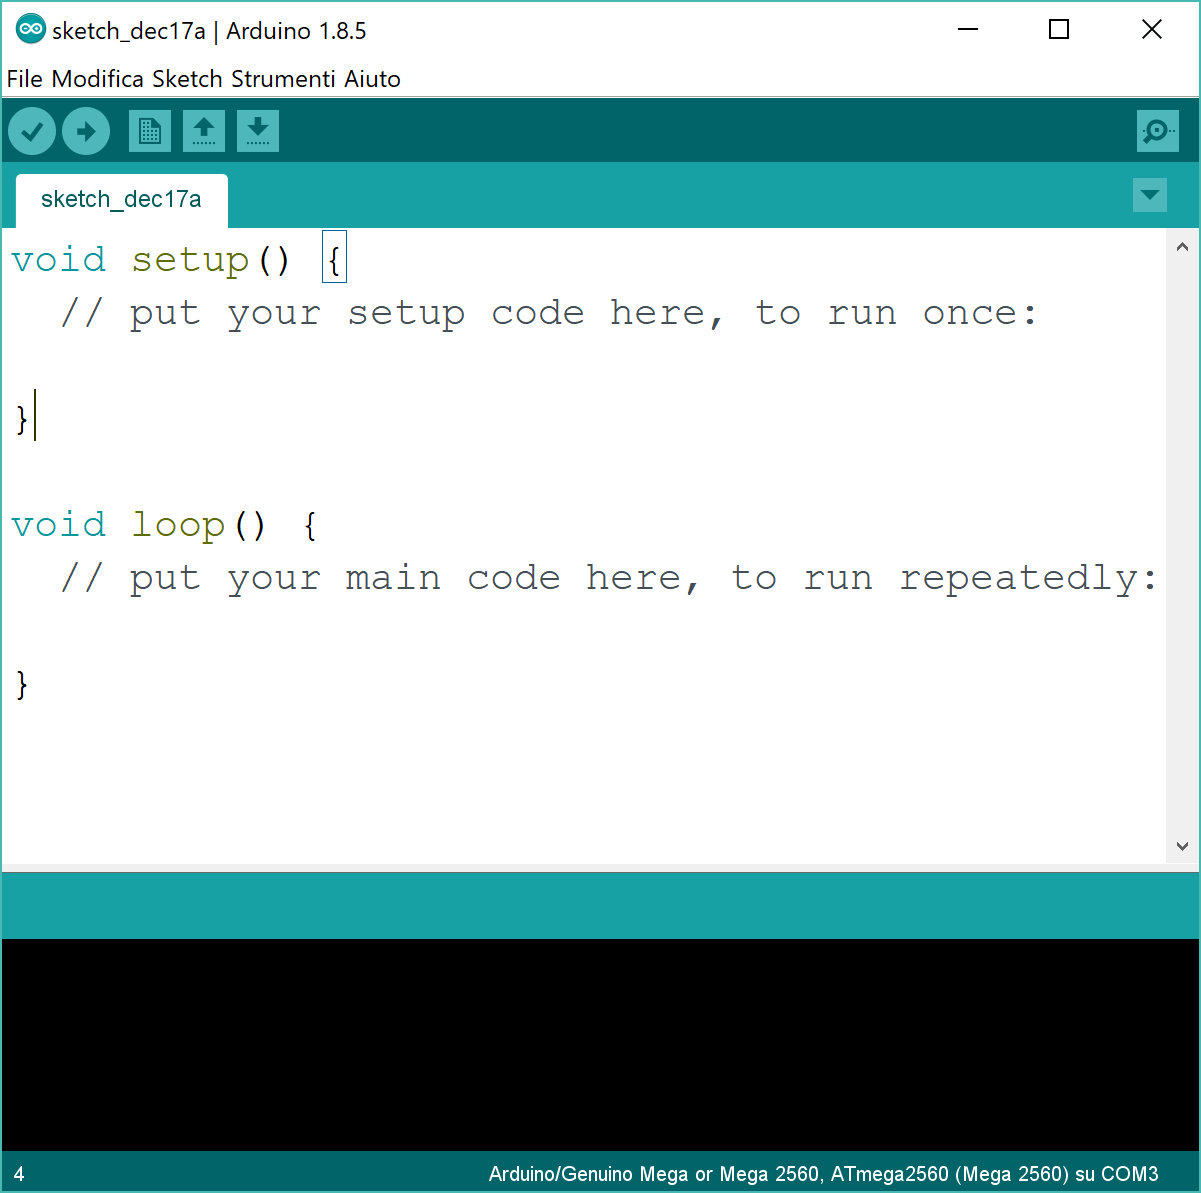 sketch_dec17a | Arduino 1.8.5
File Modifica Sketch Strumenti Aiuto
sketch_dec17a
void setup() {
  // put your setup code here, to run once:
}
void loop() {
  // put your main code here, to run repeatedly:
}
4 Arduino/Genuino Mega or Mega 2560, ATmega2560 (Mega 2560) su COM3